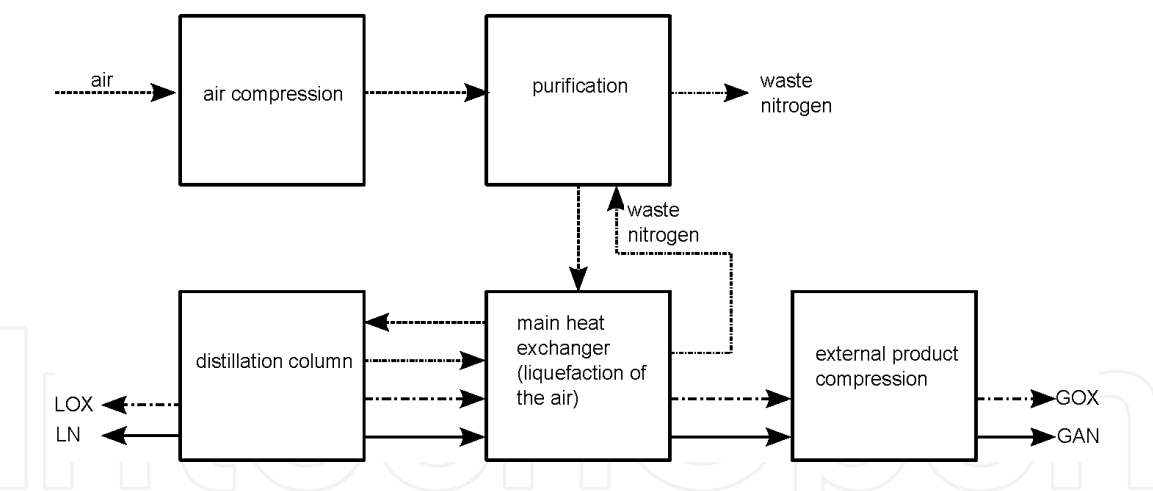 air
air compression
purification
waste
nitrogen
waste
nitrogen
distillation column
main heat
exchanger
(liquefaction of
the air)
external product
compression
LOX
LN
GOX
GAN